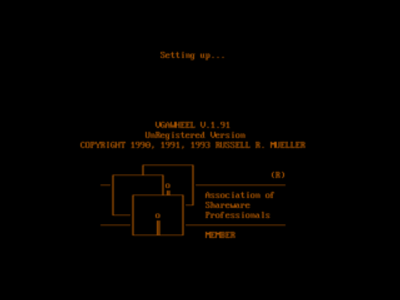 Setting up...
VGAWHEEL V.1.91
UnRegistered Version
COPYRIGHT 1990, 1991, 1993 RUSSELL R. MUELLER
(R)
Association of
Shareware
Professionals
MEMBER